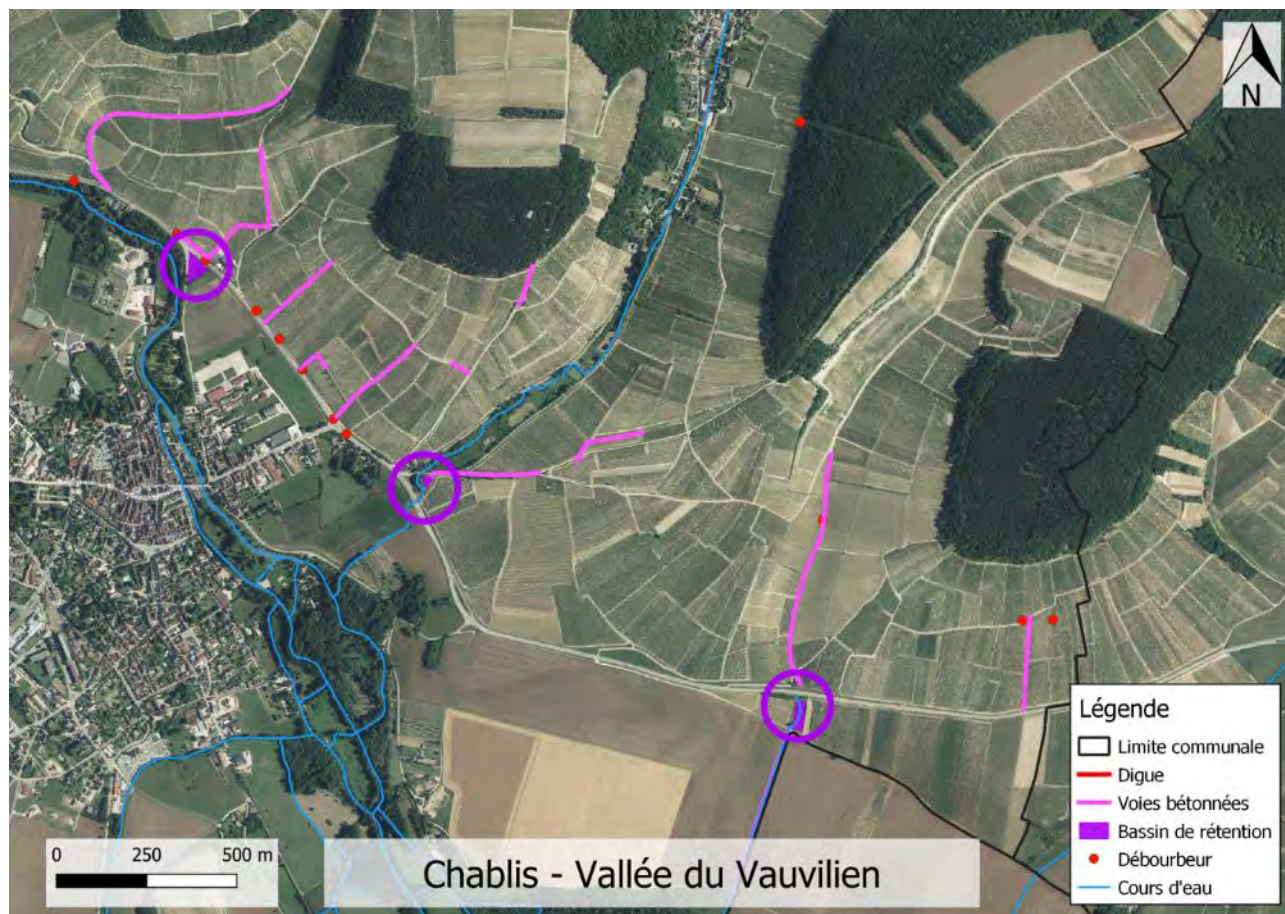 N
Légende
Limite communale
Digue
Voies bétonnées
Bassin de rétention
Débourbeur
Cours d'eau
0 250 500 m
Chablis - Vallée du Vauvilien